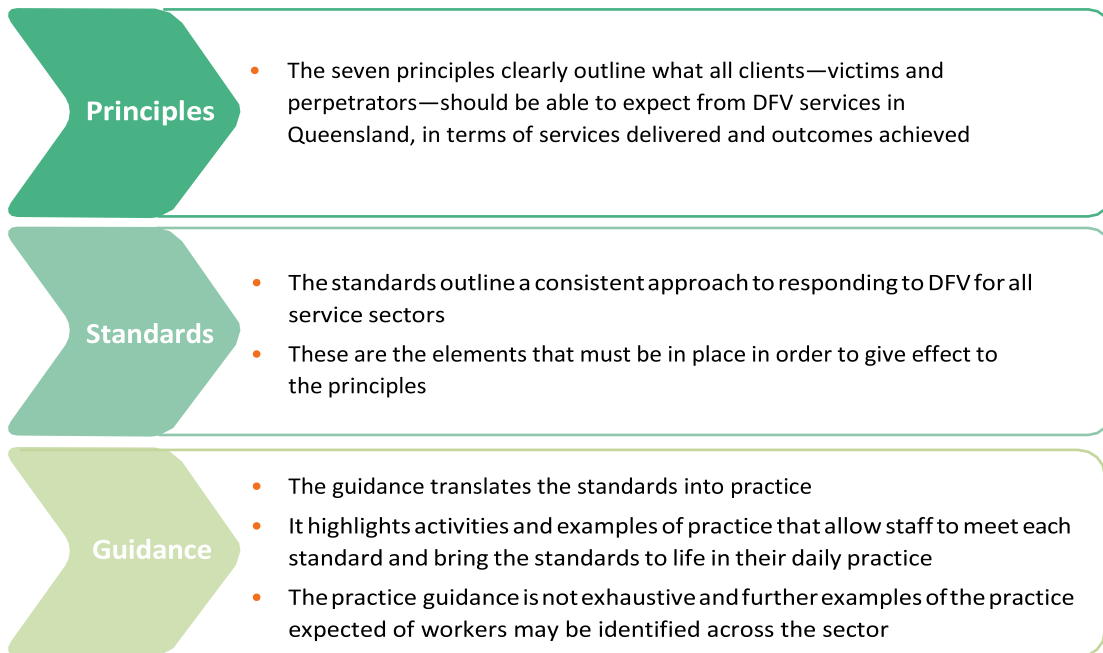 Principles
• The seven principles clearly outline what all clients—victims and
perpetrators—should be able to expect from DFV services in
Queensland, in terms of services delivered and outcomes achieved
Standards
• The standards outline a consistent approach to responding to DFV for all
service sectors
• These are the elements that must be in place in order to give effect to
the principles
Guidance
• The guidance translates the standards into practice
• It highlights activities and examples of practice that allow staff to meet each
standard and bring the standards to life in their daily practice
• The practice guidance is not exhaustive and further examples of the practice
expected of workers may be identified across the sector